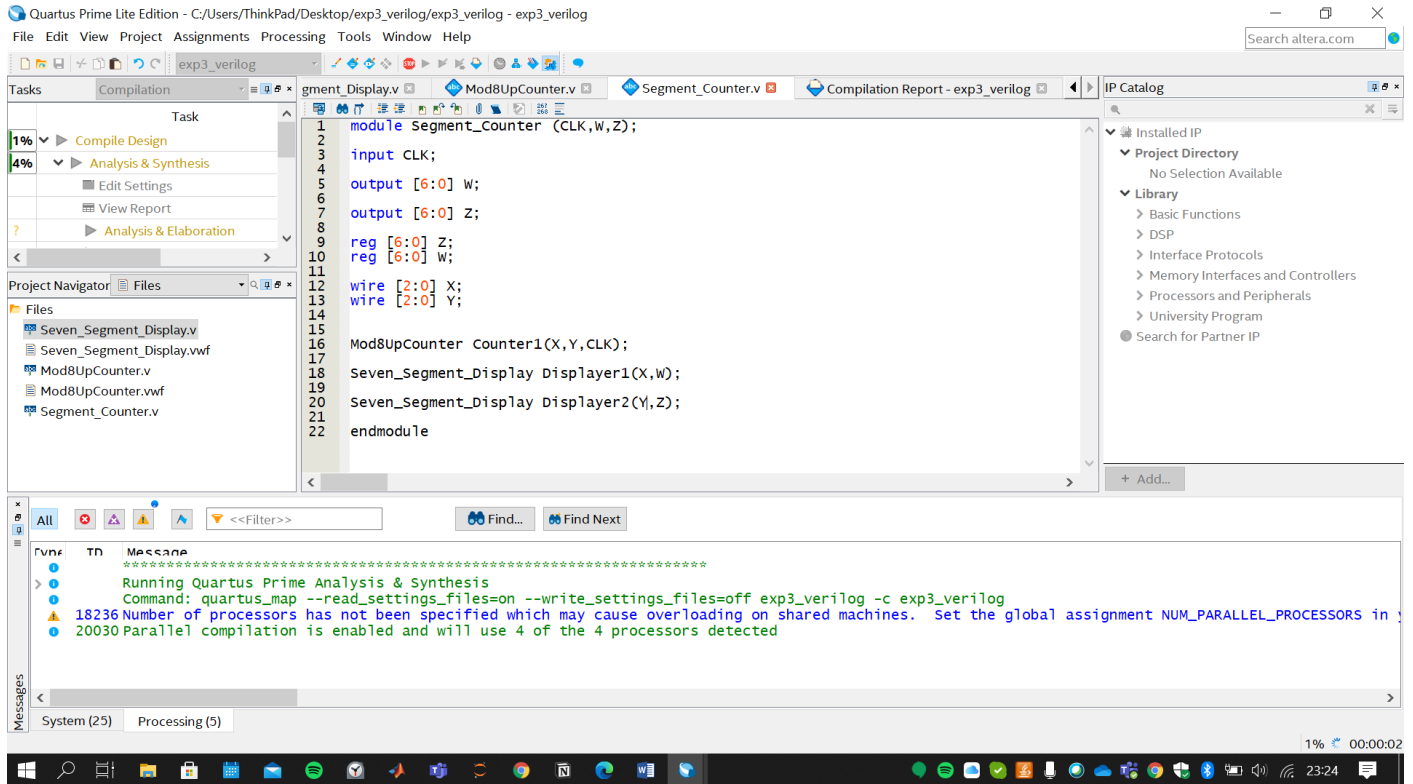 Quartus Prime Lite Edition - C:/Users/ThinkPad/Desktop/exp3_verilog/exp3_verilog - exp3_verilog
File Edit View Project Assignments Processing Tools Window Help
Search altera.com
exp3_verilog
Tasks
Compilation
Task
1% Compile Design
4% Analysis & Synthesis
Edit Settings
View Report
? Analysis & Elaboration
Project Navigator Files
Files
Seven_Segment_Display.v
Seven_Segment_Display.vwf
Mod8UpCounter.v
Mod8UpCounter.vwf
Segment_Counter.v
gment_Display.v Mod8UpCounter.v Segment_Counter.v Compilation Report - exp3_verilog
267
268
1 module Segment_Counter (CLK,W,Z);
2
3 input CLK;
4
5 output [6:0] W;
6
7 output [6:0] Z;
8
9 reg [6:0] Z;
10 reg [6:0] W;
11
12 wire [2:0] X;
13 wire [2:0] Y;
14
15
16 Mod8UpCounter Counter1(X,Y,CLK);
17
18 Seven_Segment_Display Displayer1(X,W);
19
20 Seven_Segment_Display Displayer2(Y,Z);
21
22 endmodule
IP Catalog
Installed IP
Project Directory
No Selection Available
Library
Basic Functions
DSP
Interface Protocols
Memory Interfaces and Controllers
Processors and Peripherals
University Program
Search for Partner IP
+ Add...
All <<Filter>> Find... Find Next
Type ID Message
*******************************************************************
Running Quartus Prime Analysis & Synthesis
Command: quartus_map --read_settings_files=on --write_settings_files=off exp3_verilog -c exp3_verilog
18236 Number of processors has not been specified which may cause overloading on shared machines. Set the global assignment NUM_PARALLEL_PROCESSORS in
20030 Parallel compilation is enabled and will use 4 of the 4 processors detected
Messages
System (25) Processing (5)
1% 00:00:02
23:24